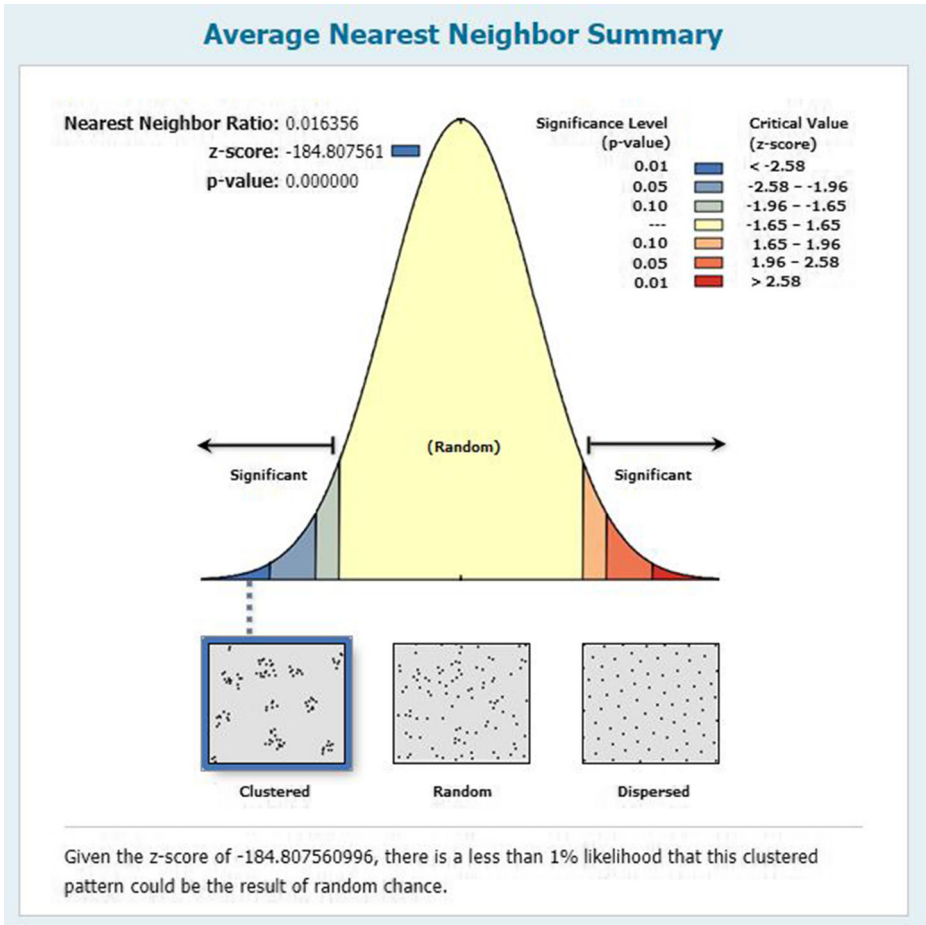 Average Nearest Neighbor Summary
Nearest Neighbor Ratio: 0.016356
z-score: -184.807561
p-value: 0.000000
Significance Level
(p-value)
Critical Value
(z-score)
0.01 < -2.58
0.05 -2.58 – -1.96
0.10 -1.96 – -1.65
--- -1.65 – 1.65
0.10 1.65 – 1.96
0.05 1.96 – 2.58
0.01 > 2.58
(Random)
Significant
Significant
Clustered
Random
Dispersed
Given the z-score of -184.807560996, there is a less than 1% likelihood that this clustered
pattern could be the result of random chance.